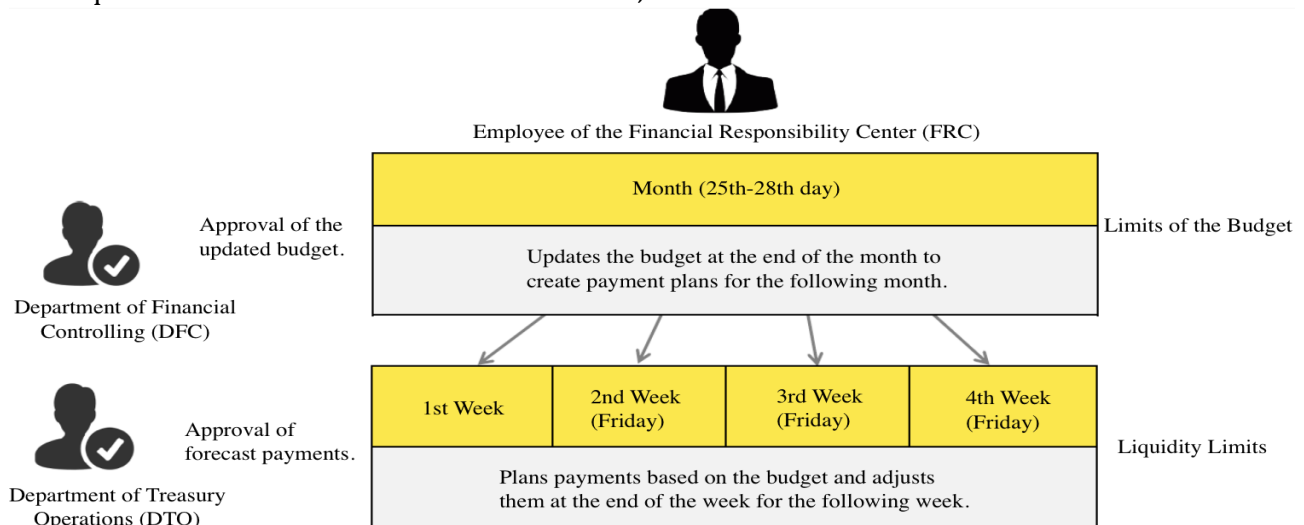 Employee of the Financial Responsibility Center (FRC)
Month (25th-28th day)
Approval of the
updated budget.
Limits of the Budget
Updates the budget at the end of the month to
create payment plans for the following month.
Department of Financial
Controlling (DFC)
1st Week
2nd Week
(Friday)
3rd Week
(Friday)
4th Week
(Friday)
Approval of
forecast payments.
Liquidity Limits
Plans payments based on the budget and adjusts
them at the end of the week for the following week.
Department of Treasury
Operations (DTO)